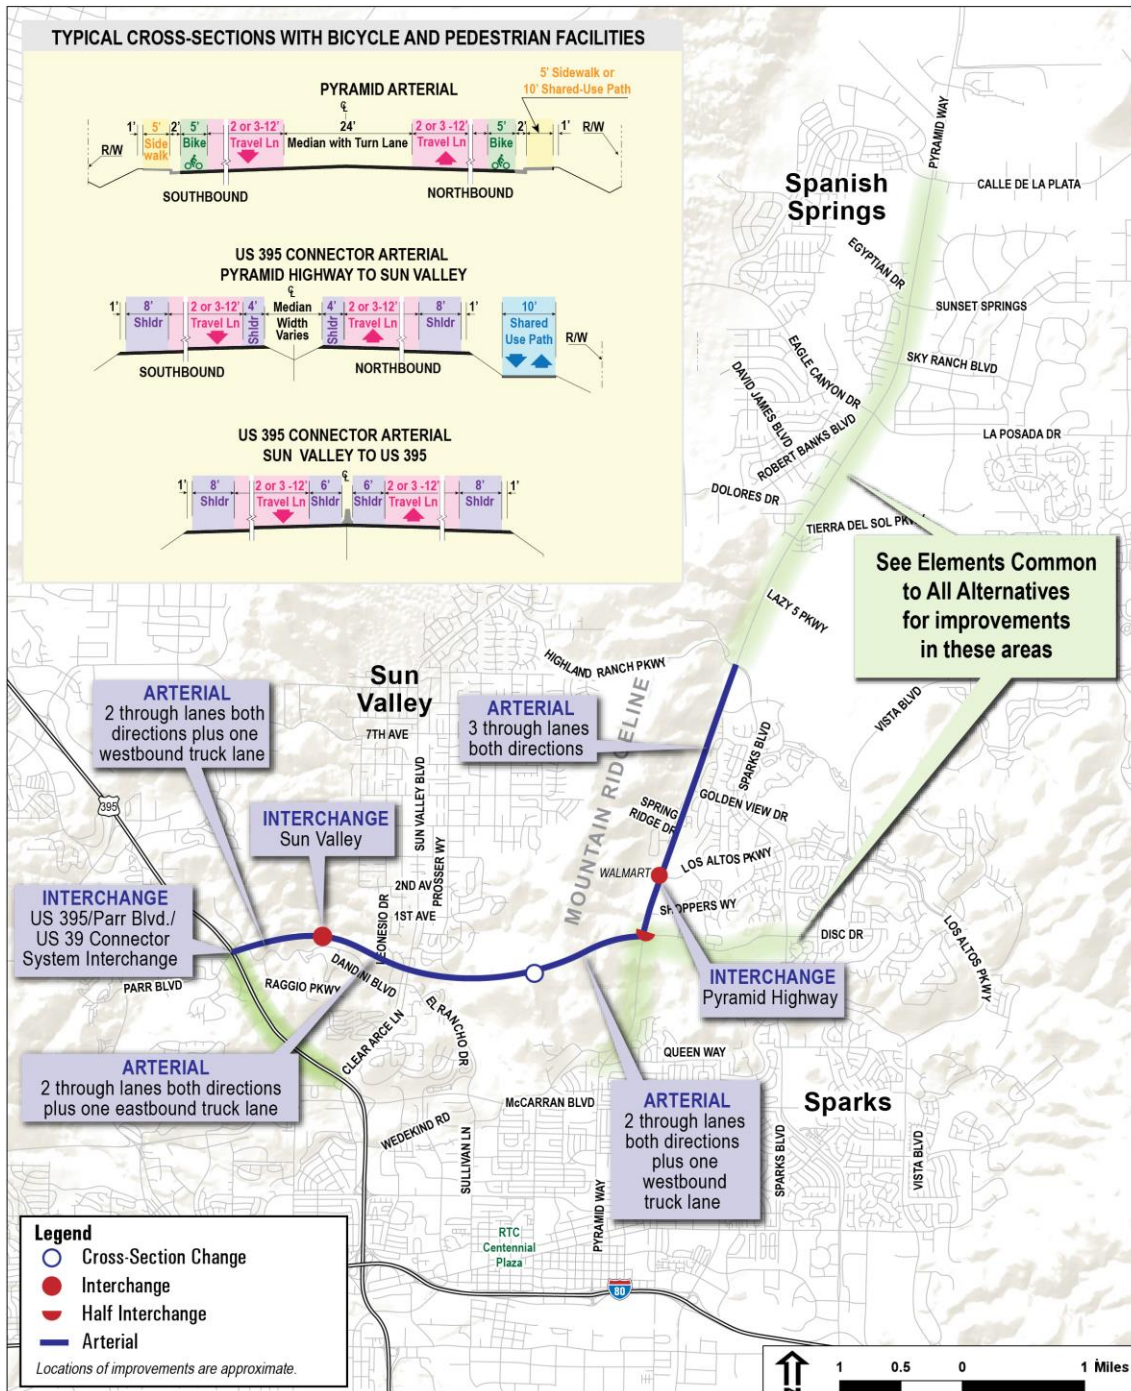 TYPICAL CROSS-SECTIONS WITH BICYCLE AND PEDESTRIAN FACILITIES
PYRAMID ARTERIAL
5' Sidewalk or
10' Shared-Use Path
1' 5' 2' 5' 2 or 3-12' 24' 2 or 3 -12' 5' 2' 1'
Side
walk
Bike
Travel Ln
Median with Turn Lane
Travel Ln
Bike
R/W
R/W
SOUTHBOUND
NORTHBOUND
US 395 CONNECTOR ARTERIAL
PYRAMID HIGHWAY TO SUN VALLEY
1' 8' 2 or 3-12' 4' Median 4' 2 or 3-12' 8' 1' 10'
Shldr
Travel Ln
Shldr
Width
Varies
Shldr
Travel Ln
Shldr
Shared
Use Path
R/W
SOUTHBOUND
NORTHBOUND
US 395 CONNECTOR ARTERIAL
SUN VALLEY TO US 395
1' 8' 2 or 3 -12' 6' 6' 2 or 3 -12' 8' 1'
Shldr
Travel Ln
Shldr
Shldr
Travel Ln
Shldr
PYRAMID WAY
Spanish
Springs
CALLE DE LA PLATA
EGYPTIAN DR
SUNSET SPRINGS
EAGLE CANYON DR
SKY RANCH BLVD
DAVID JAMES BLVD
ROBERT BANKS BLVD
LA POSADA DR
DOLORES DR
TIERRA DEL SOL PKWY
See Elements Common
to All Alternatives
for improvements
in these areas
LAZY 5 PKWY
HIGHLAND RANCH PKWY
Sun
Valley
MOUNTAIN RIDGELINE
VISTA BLVD
ARTERIAL
2 through lanes both
directions plus one
westbound truck lane
ARTERIAL
3 through lanes
both directions
7TH AVE
SUN VALLEY BLVD
SPARKS BLVD
395
GOLDEN VIEW DR
SPRING
RIDGE DR
INTERCHANGE
Sun Valley
PROSSER WY
LOS ALTOS PKWY
WALMART
2ND AV
1ST AVE
LEONESIO DR
SHOPPERS WY
INTERCHANGE
US 395/Parr Blvd./
US 39 Connector
System Interchange
DISC DR
LOS ALTOS PKWY
INTERCHANGE
Pyramid Highway
DANDINI BLVD
PARR BLVD
RAGGIO PKWY
EL RANCHO DR
CLEAR ARCE LN
ARTERIAL
2 through lanes both directions
plus one eastbound truck lane
QUEEN WAY
McCARRAN BLVD
Sparks
ARTERIAL
2 through lanes
both directions
plus one
westbound
truck lane
WEDEKIND RD
SULLIVAN LN
SPARKS BLVD
VISTA BLVD
PYRAMID WAY
RTC
Centennial
Plaza
80
Legend
Cross-Section Change
Interchange
Half Interchange
Arterial
Locations of improvements are approximate.
1 0.5 0 1 Miles